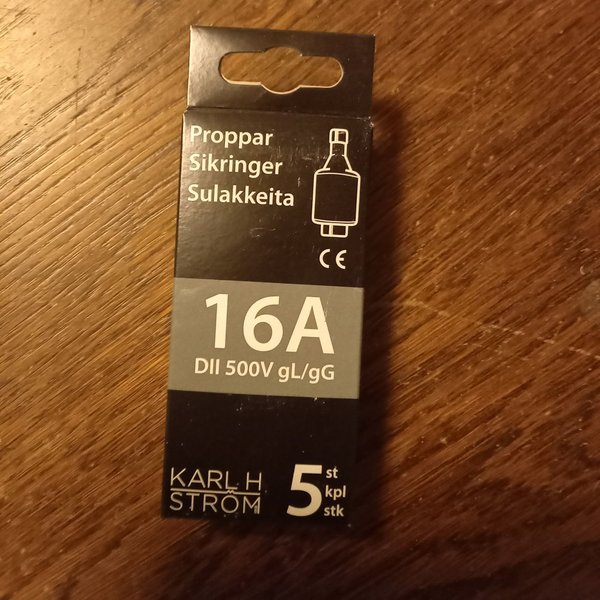 Proppar
Sikringer
Sulakkeita
CE
16A
DII 500V gL/gG
KARL H
STRÖM
5 st
kpl
stk